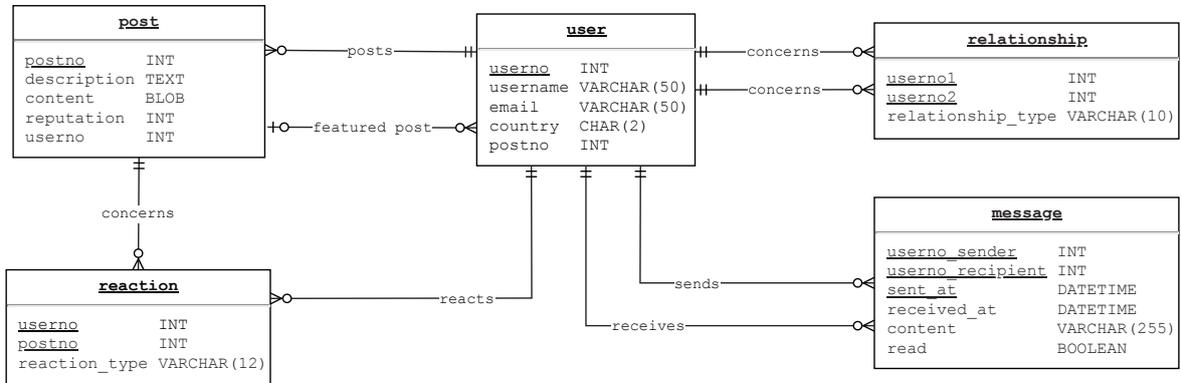 post
postno INT
description TEXT
content BLOB
reputation INT
userno INT
posts
featured post
user
userno INT
username VARCHAR(50)
email VARCHAR(50)
country CHAR(2)
postno INT
concerns
concerns
relationship
userno1 INT
userno2 INT
relationship_type VARCHAR(10)
concerns
reaction
userno INT
postno INT
reaction_type VARCHAR(12)
reacts
sends
receives
message
userno_sender INT
userno_recipient INT
sent_at DATETIME
received_at DATETIME
content VARCHAR(255)
read BOOLEAN